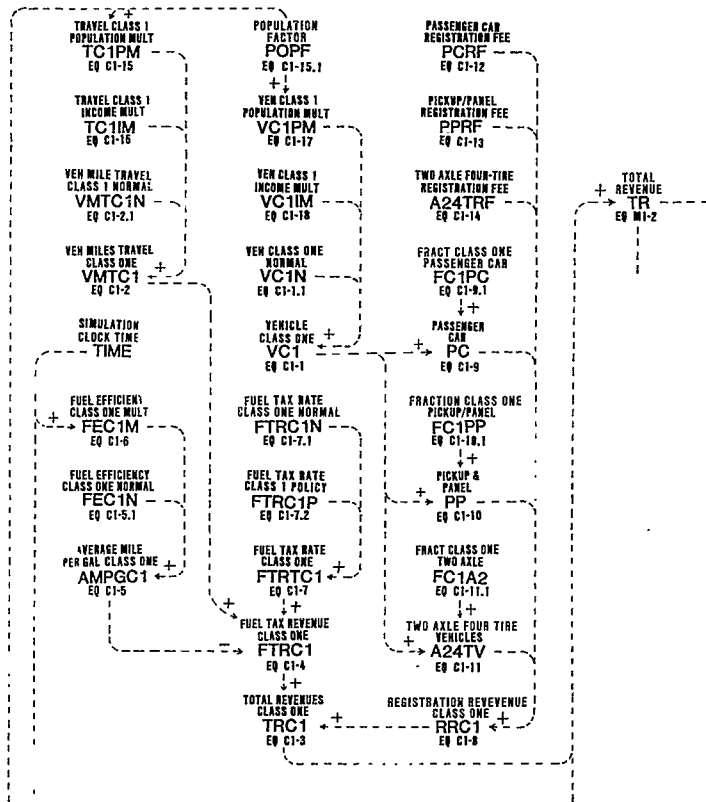 TRAVEL CLASS 1
POPULATION MULT
TC1PM
EQ C1-15
TRAVEL CLASS 1
INCOME MULT
TC1IM
EQ C1-16
VEH MILE TRAVEL
CLASS 1 NORMAL
VMTC1N
EQ C1-2.1
VEH MILES TRAVEL
CLASS ONE
VMTC1
EQ C1-2
SIMULATION
CLOCK TIME
TIME
FUEL EFFICIENT
CLASS ONE MULT
FEC1M
EQ C1-6
FUEL EFFICIENCY
CLASS ONE NORMAL
FEC1N
EQ C1-5.1
AVERAGE MILE
PER GAL CLASS ONE
AMPGC1
EQ C1-5
POPULATION
FACTOR
POPF
EQ C1-15.1
VEH CLASS 1
POPULATION MULT
VC1PM
EQ C1-17
VEH CLASS 1
INCOME MULT
VC1IM
EQ C1-18
VEH CLASS ONE
NORMAL
VC1N
EQ C1-1.1
VEHICLE
CLASS ONE
VC1
EQ C1-1
FUEL TAX RATE
CLASS ONE NORMAL
FTRC1N
EQ C1-7.1
FUEL TAX RATE
CLASS 1 POLICY
FTRC1P
EQ C1-7.2
FUEL TAX RATE
CLASS ONE
FTRTC1
EQ C1-7
FUEL TAX REVENUE
CLASS ONE
FTRC1
EQ C1-4
TOTAL REVENUES
CLASS ONE
TRC1
EQ C1-3
PASSENGER CAR
REGISTRATION FEE
PCRF
EQ C1-12
PICKUP/PANEL
REGISTRATION FEE
PPRF
EQ C1-13
TWO AXLE FOUR-TIRE
REGISTRATION FEE
A24TRF
EQ C1-14
FRACT CLASS ONE
PASSENGER CAR
FC1PC
EQ C1-9.1
PASSENGER
CAR
PC
EQ C1-9
FRACTION CLASS ONE
PICKUP/PANEL
FC1PP
EQ C1-10.1
PICKUP &
PANEL
PP
EQ C1-10
FRACT CLASS ONE
TWO AXLE
FC1A2
EQ C1-11.1
TWO AXLE FOUR TIRE
VEHICLES
A24TV
EQ C1-11
REGISTRATION REVEVENUE
CLASS ONE
RRC1
EQ C1-8
TOTAL
REVENUE
TR
EQ M1-2